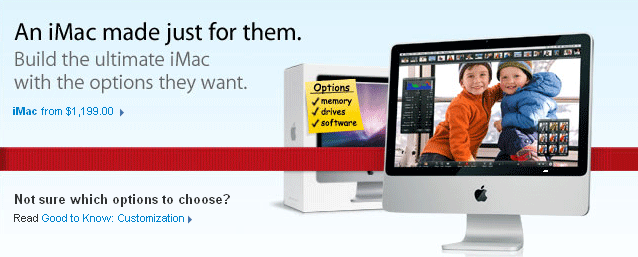 An iMac made just for them.
Build the ultimate iMac
with the options they want.
iMac from $1,199.00
Options
memory
drives
software
Not sure which options to choose?
Read Good to Know: Customization